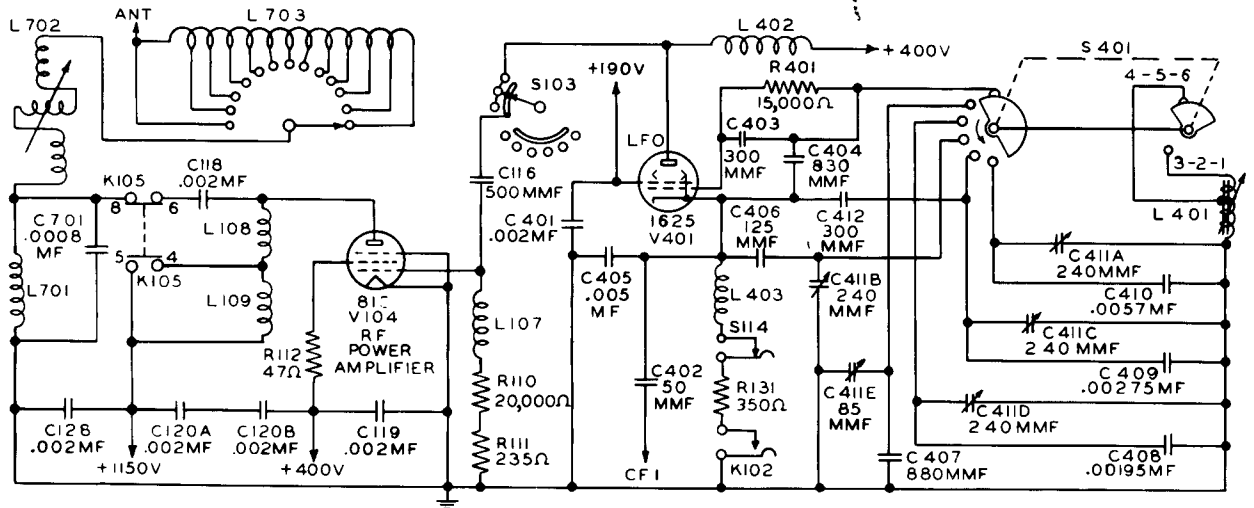 L702
ANT
L703
L402
+400V
S401
+190V
R401
15,000Ω
4-5-6
S103
C403
300
MMF
LFO
C404
830
MMF
3-2-1
C118
.002MF
K105
8
6
C116
500MMF
C401
.002MF
1625
V401
C406
125
MMF
C412
300
MMF
L401
C701
.0008
MF
L108
5
4
K105
C405
.005
MF
C411B
240
MMF
C411A
240MMF
L701
L109
V104
RF
POWER
AMPLIFIER
L107
L403
C410
.0057MF
R112
47Ω
S114
C411C
240MMF
R110
20,000Ω
C402
50
MMF
R131
350Ω
C411E
85
MMF
C409
.00275MF
C128
.002MF
C120A
.002MF
C120B
.002MF
C119
.002MF
C411D
240MMF
R111
235Ω
+1150V
+400V
CF1
K102
C407
880MMF
C408
.00195MF